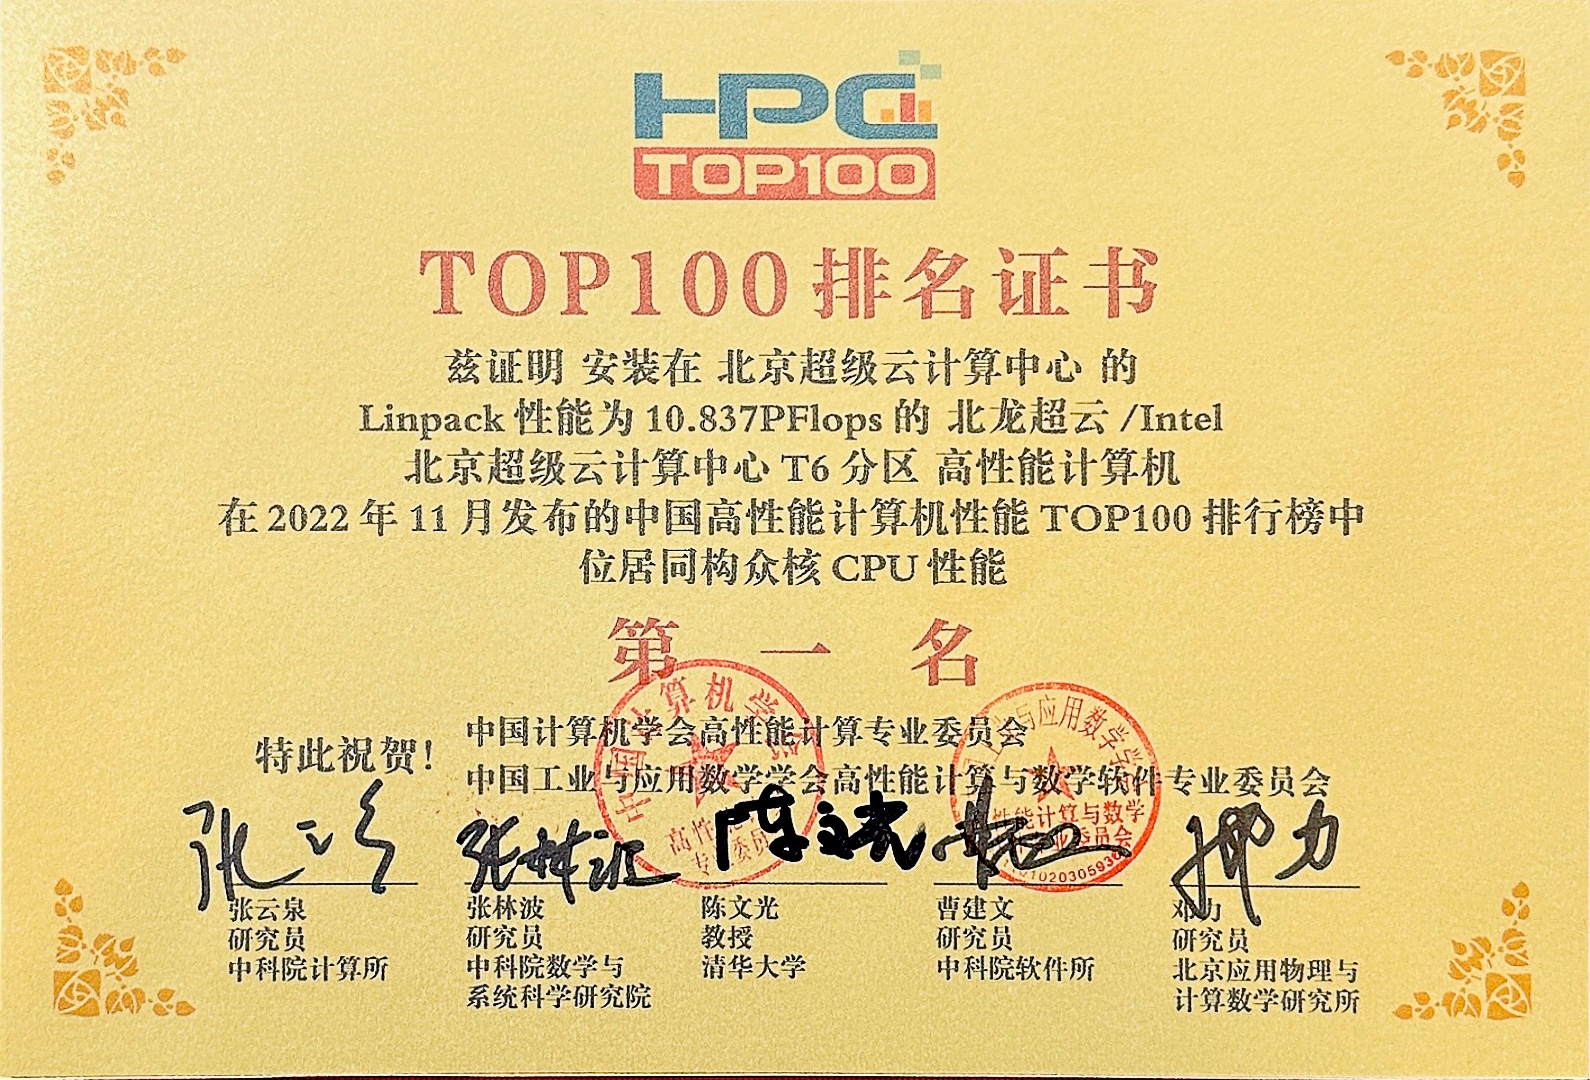 HPC
TOP100
TOP100排名证书
兹证明 安装在 北京超级云计算中心 的
Linpack 性能为 10.837PFlops 的 北龙超云 /Intel
北京超级云计算中心 T6 分区 高性能计算机
在 2022 年 11 月发布的中国高性能计算机性能 TOP100 排行榜中
位居同构众核 CPU 性能
第一名
特此祝贺！
中国计算机学会高性能计算专业委员会
中国工业与应用数学学会高性能计算与数学软件专业委员会
张云泉
研究员
中科院计算所
张林波
研究员
中科院数学与
系统科学研究院
陈文光
教授
清华大学
曹建文
研究员
中科院软件所
邓力
研究员
北京应用物理与
计算数学研究所